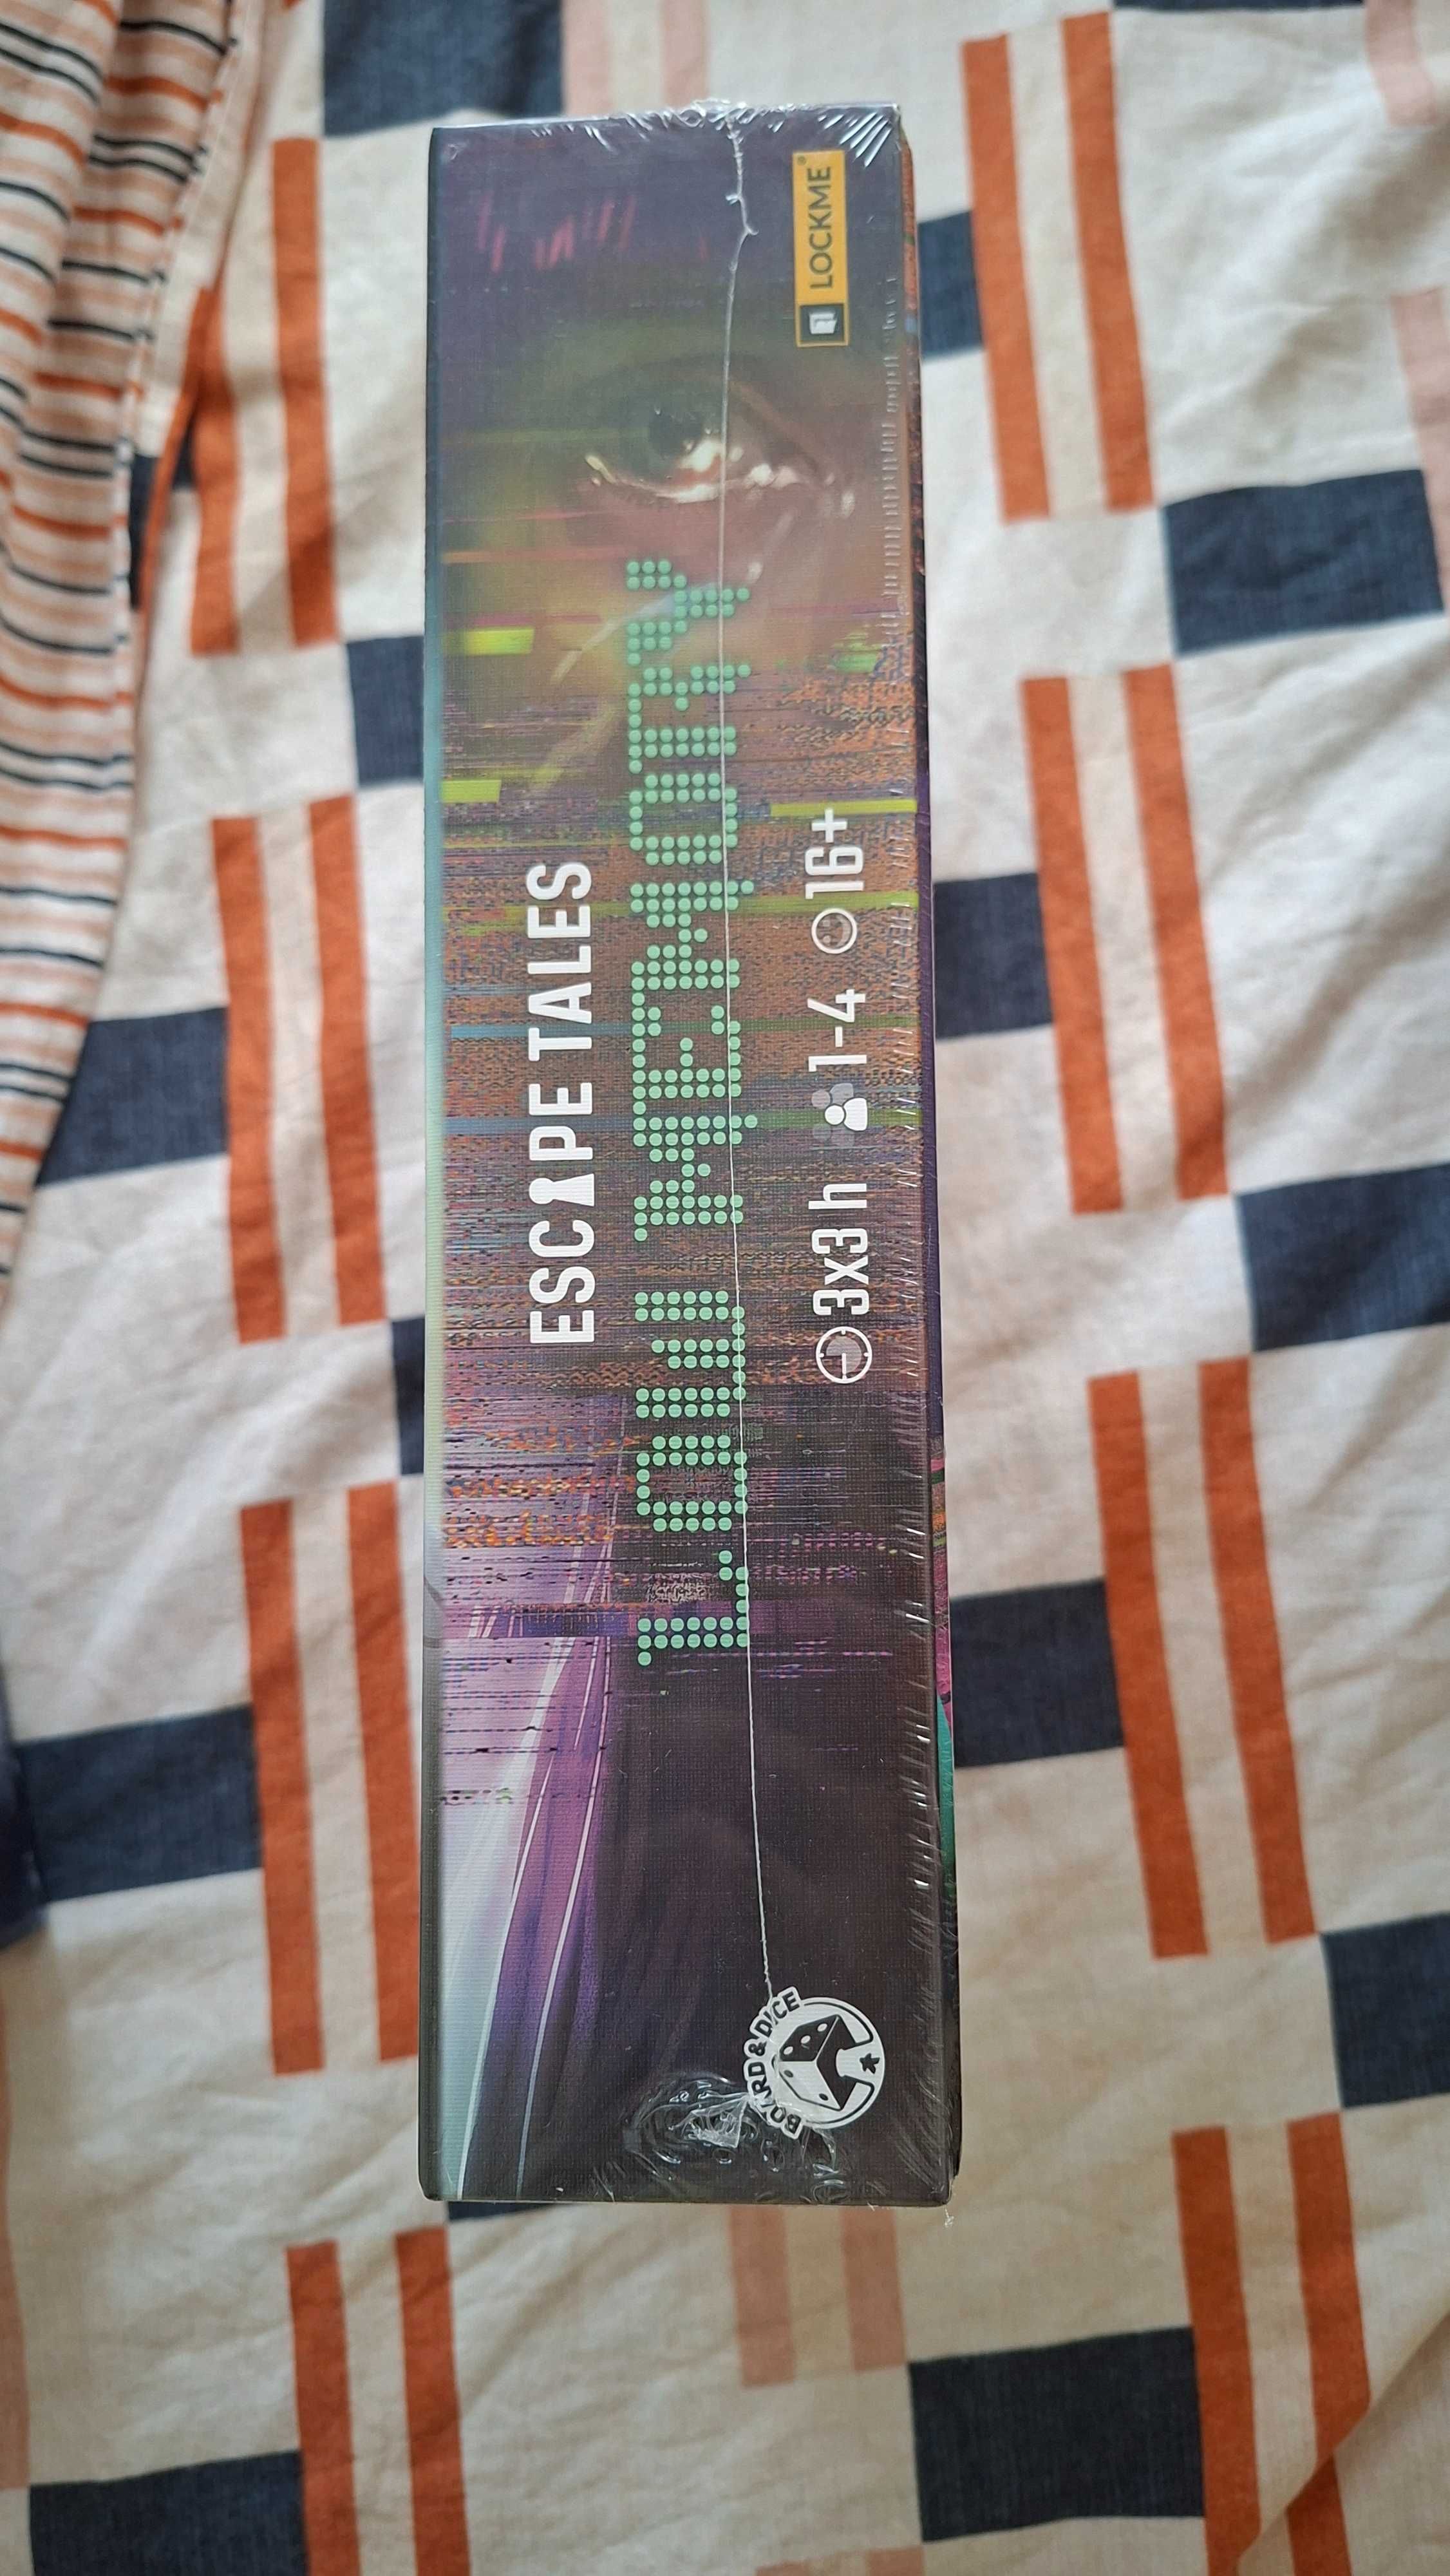 LOCKME®
ESCAPE TALES
LOW MEMORY
3x3 h 1-4 16+
BOARD & DICE